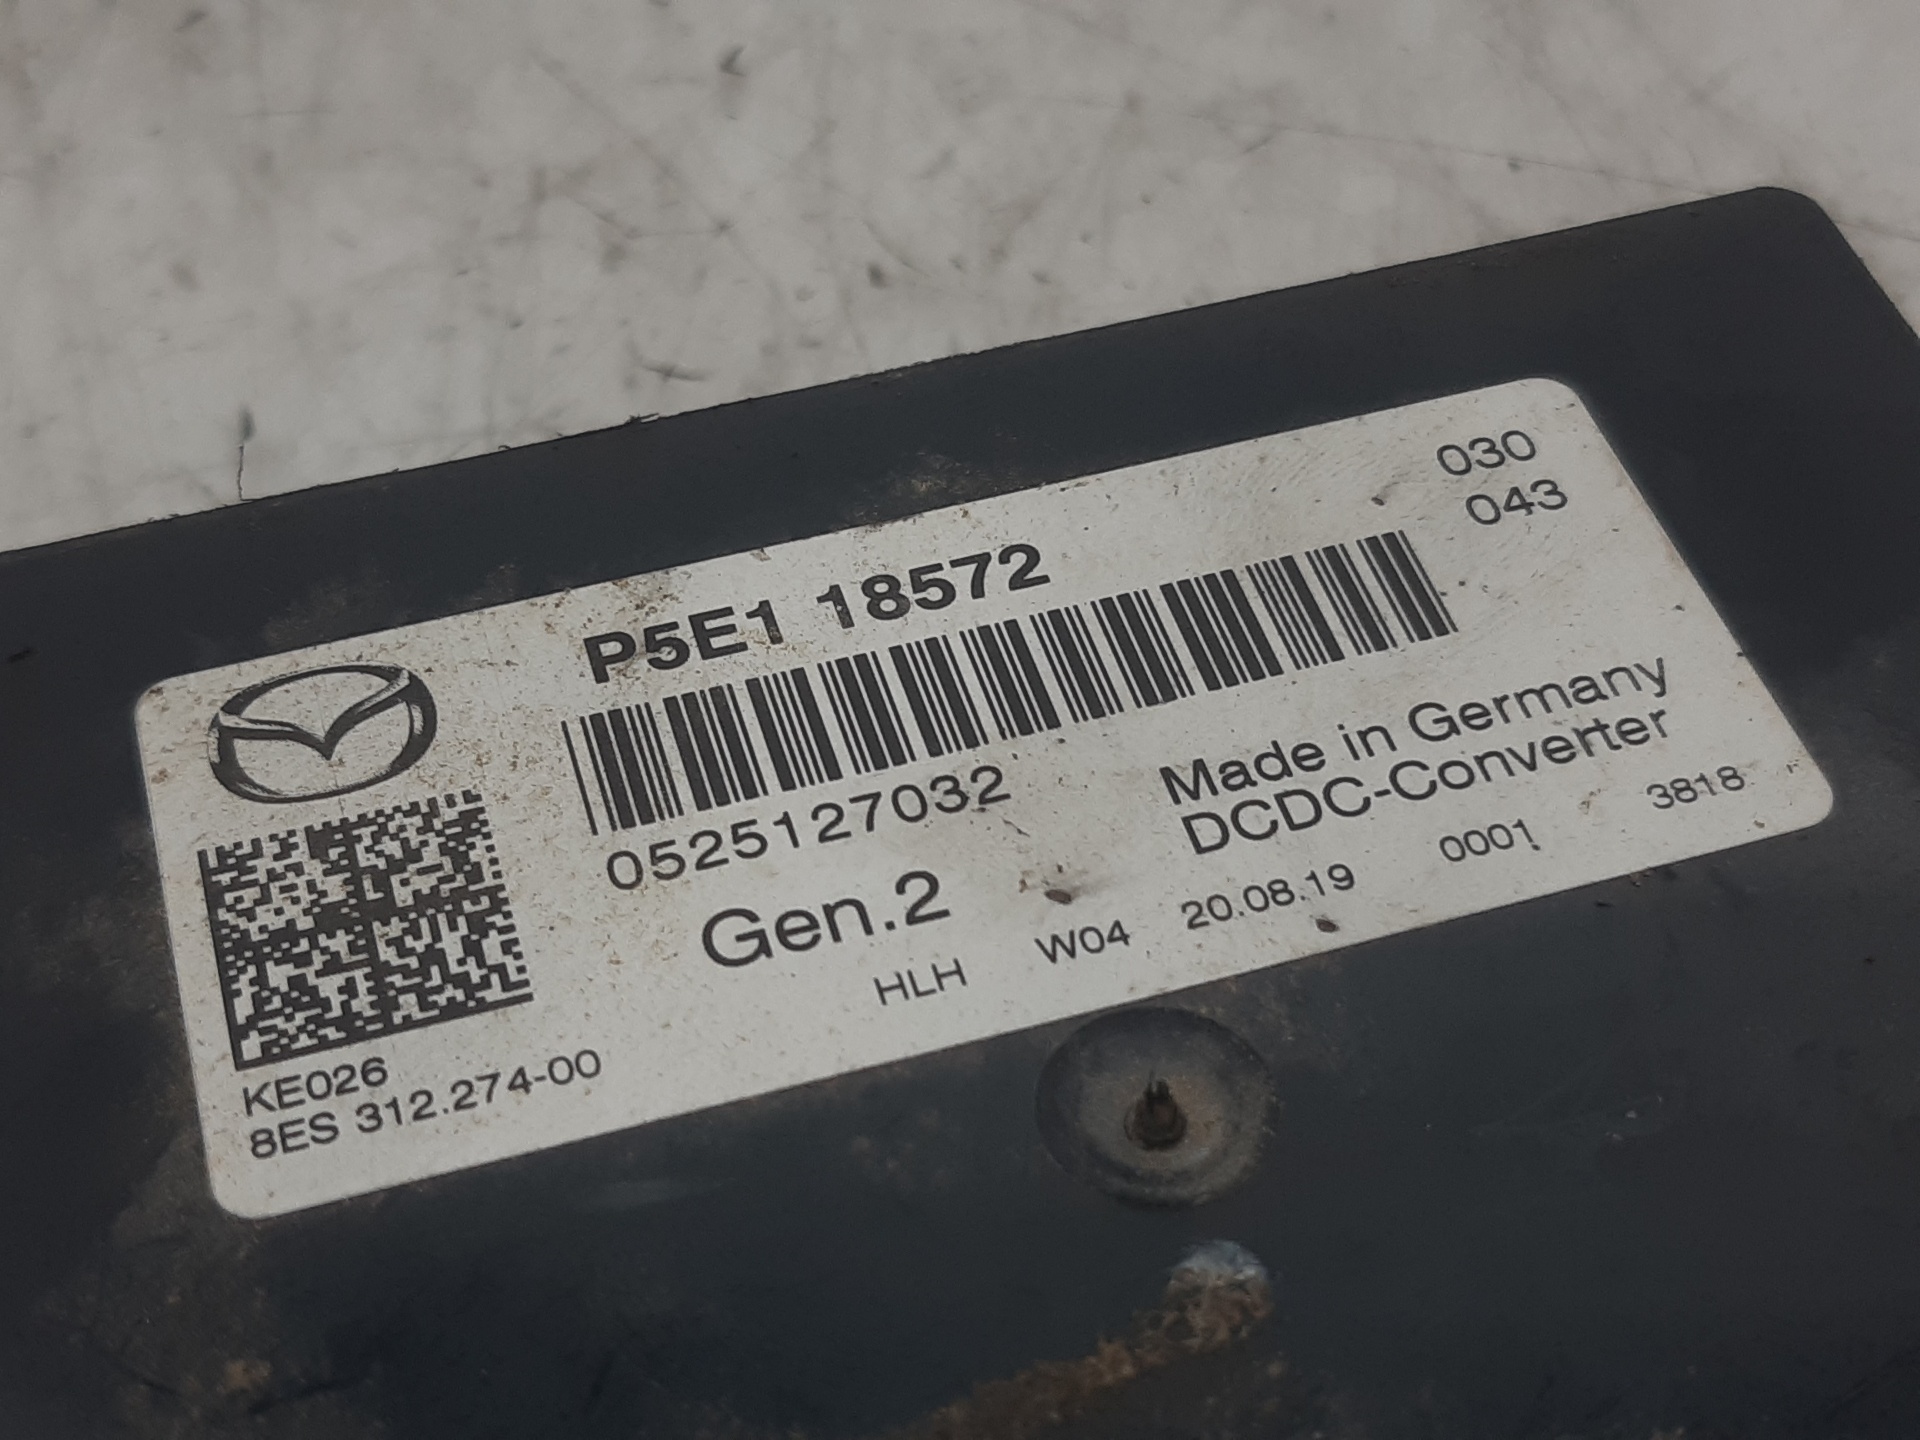 030
043
P5E1 18572
0525127032
Made in Germany
DCDC-Converter
Gen.2
HLH W04 20.08.19 0001 3818
KE026
8ES 312.274-00